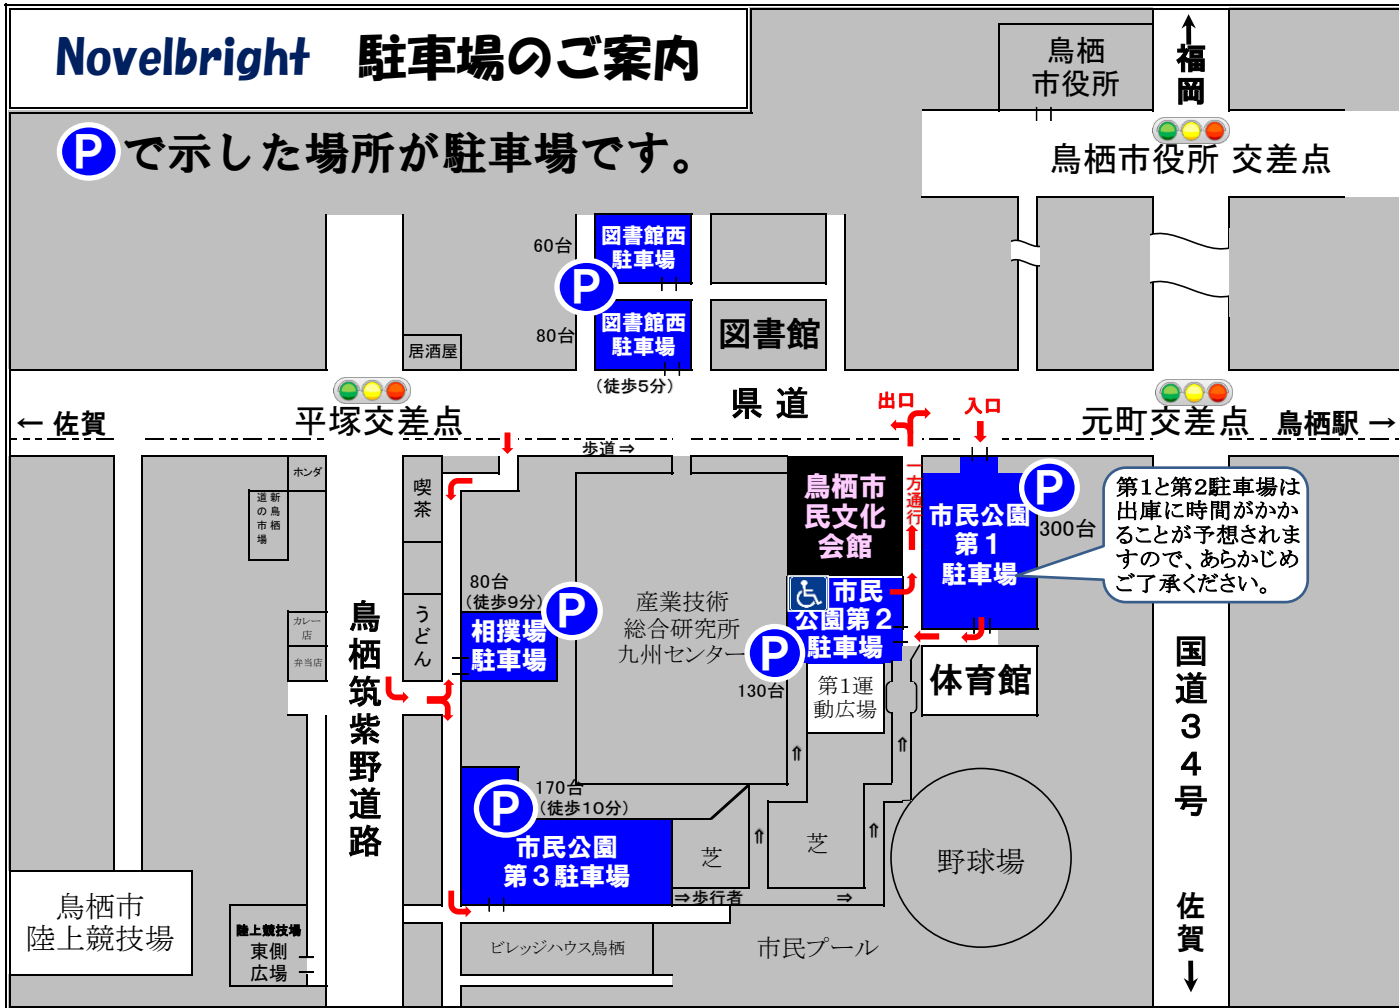 Novelbright 駐車場のご案内
Pで示した場所が駐車場です。
鳥栖
市役所
↑
福岡
鳥栖市役所 交差点
60台
図書館西
駐車場
P
80台
図書館西
駐車場
(徒歩5分)
図書館
居酒屋
県道
出口
入口
← 佐賀
平塚交差点
元町交差点
鳥栖駅 →
歩道⇒
ホンダ
新鳥栖
道の市場
喫茶
鳥栖市
民文化
会館
一方通行
市民公園
第1
駐車場
P
300台
第1と第2駐車場は
出庫に時間がかか
ることが予想されま
すので、あらかじめ
ご了承ください。
80台
(徒歩9分)
P
相撲場
駐車場
産業技術
総合研究所
九州センター
市民
公園第2
駐車場
P
130台
第1運
動広場
体育館
カレー
店
弁当店
うどん
鳥栖筑紫野道路
国道34号
佐賀
↓
P
170台
(徒歩10分)
市民公園
第3駐車場
芝
⇑
芝
⇑
⇑
⇑
野球場
⇒歩行者
⇒
鳥栖市
陸上競技場
陸上競技場
東側
広場
ビレッジハウス鳥栖
市民プール